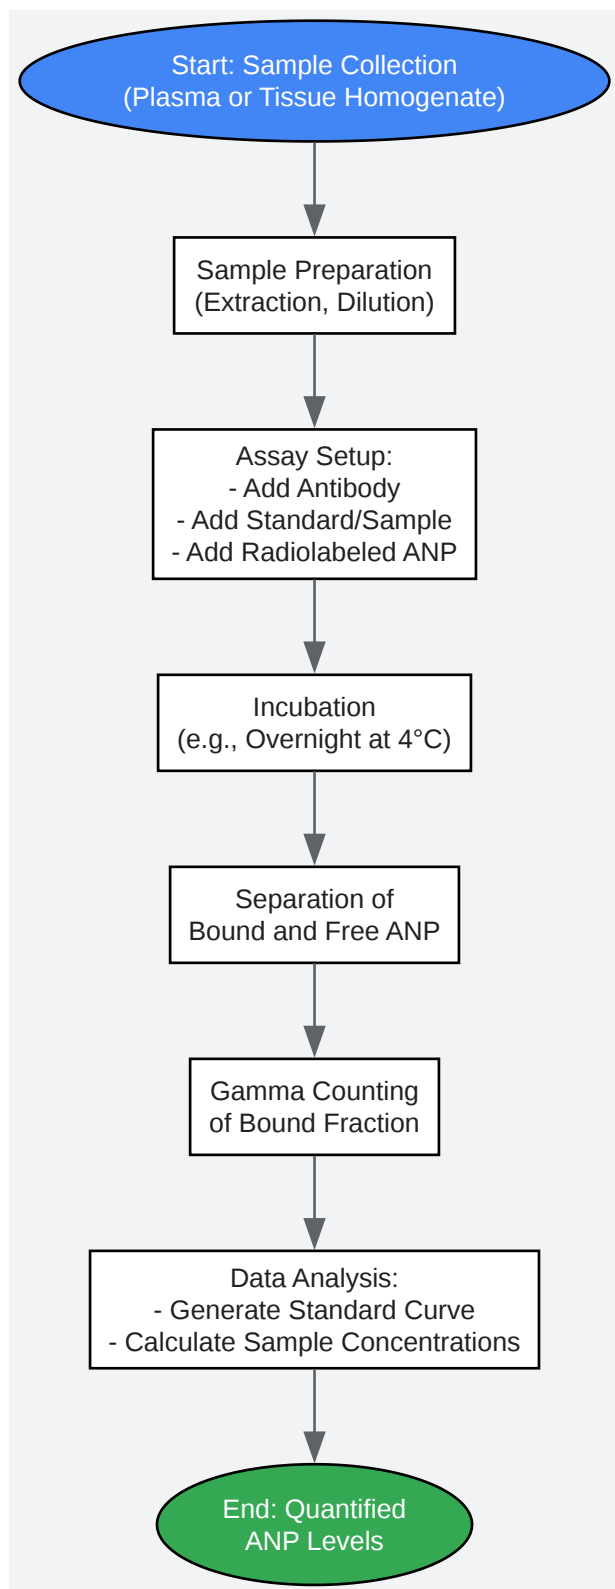 Start: Sample Collection
(Plasma or Tissue Homogenate)
Sample Preparation
(Extraction, Dilution)
Assay Setup:
- Add Antibody
- Add Standard/Sample
- Add Radiolabeled ANP
Incubation
(e.g., Overnight at 4°C)
Separation of
Bound and Free ANP
Gamma Counting
of Bound Fraction
Data Analysis:
- Generate Standard Curve
- Calculate Sample Concentrations
End: Quantified
ANP Levels